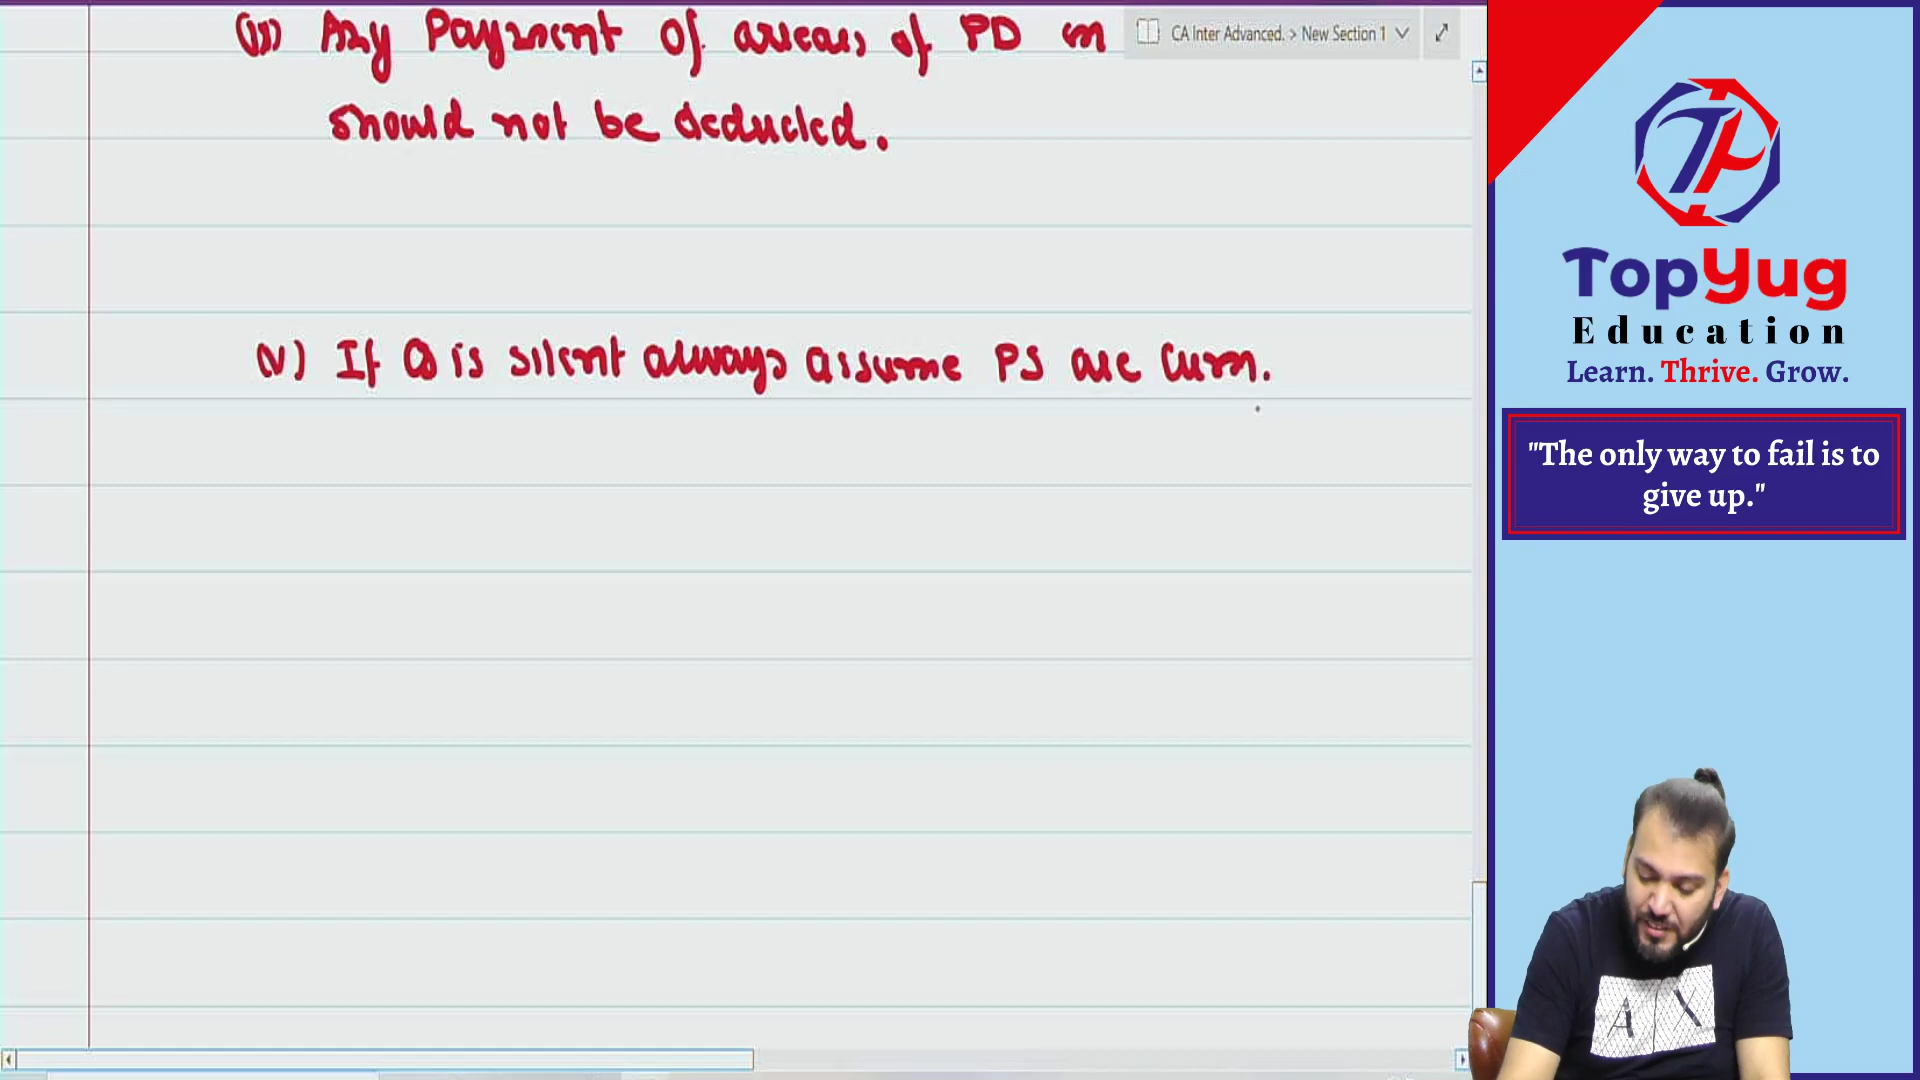 Any Payment of arrears of PD in
should not be deducted.
(V) If Q is silent always assume PS are Cum.
CA Inter Advanced. > New Section 1
TopYug
Education
Learn. Thrive. Grow.
"The only way to fail is to
give up."
A X